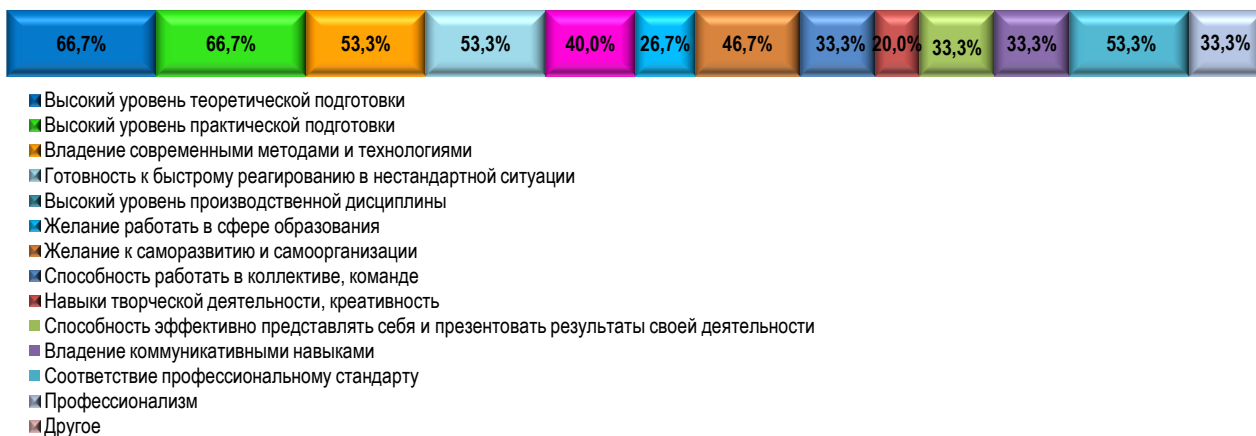 66,7% 66,7% 53,3% 53,3% 40,0% 26,7% 46,7% 33,3% 20,0% 33,3% 33,3% 53,3% 33,3%
Высокий уровень теоретической подготовки
Высокий уровень практической подготовки
Владение современными методами и технологиями
Готовность к быстрому реагированию в нестандартной ситуации
Высокий уровень производственной дисциплины
Желание работать в сфере образования
Желание к саморазвитию и самоорганизации
Способность работать в коллективе, команде
Навыки творческой деятельности, креативность
Способность эффективно представлять себя и презентовать результаты своей деятельности
Владение коммуникативными навыками
Соответствие профессиональному стандарту
Профессионализм
Другое